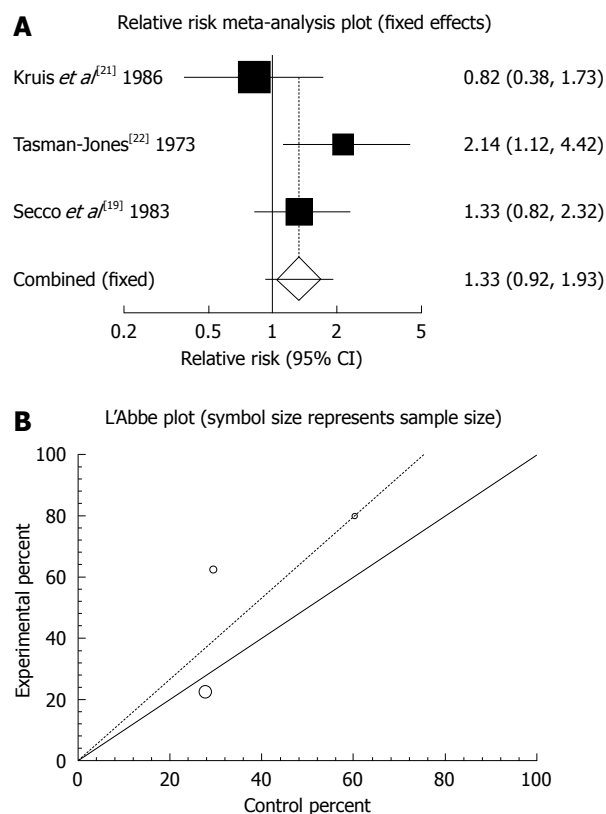 A Relative risk meta-analysis plot (fixed effects)
Kruis et al[21] 1986 0.82 (0.38, 1.73)
Tasman-Jones[22] 1973 2.14 (1.12, 4.42)
Secco et al[19] 1983 1.33 (0.82, 2.32)
Combined (fixed) 1.33 (0.92, 1.93)
0.2 0.5 1 2 5
Relative risk (95% CI)
B L'Abbe plot (symbol size represents sample size)
Experimental percent
100
80
60
40
20
0
0 20 40 60 80 100
Control percent